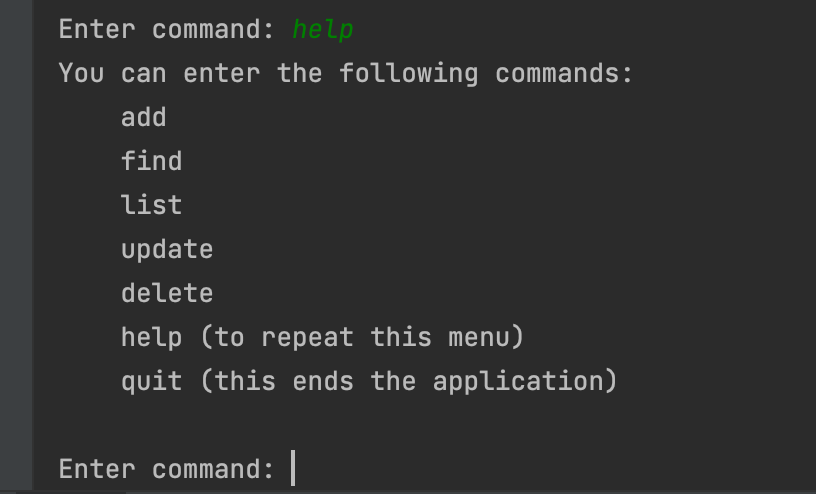 Enter command: help
You can enter the following commands:
add
find
list
update
delete
help (to repeat this menu)
quit (this ends the application)
Enter command: